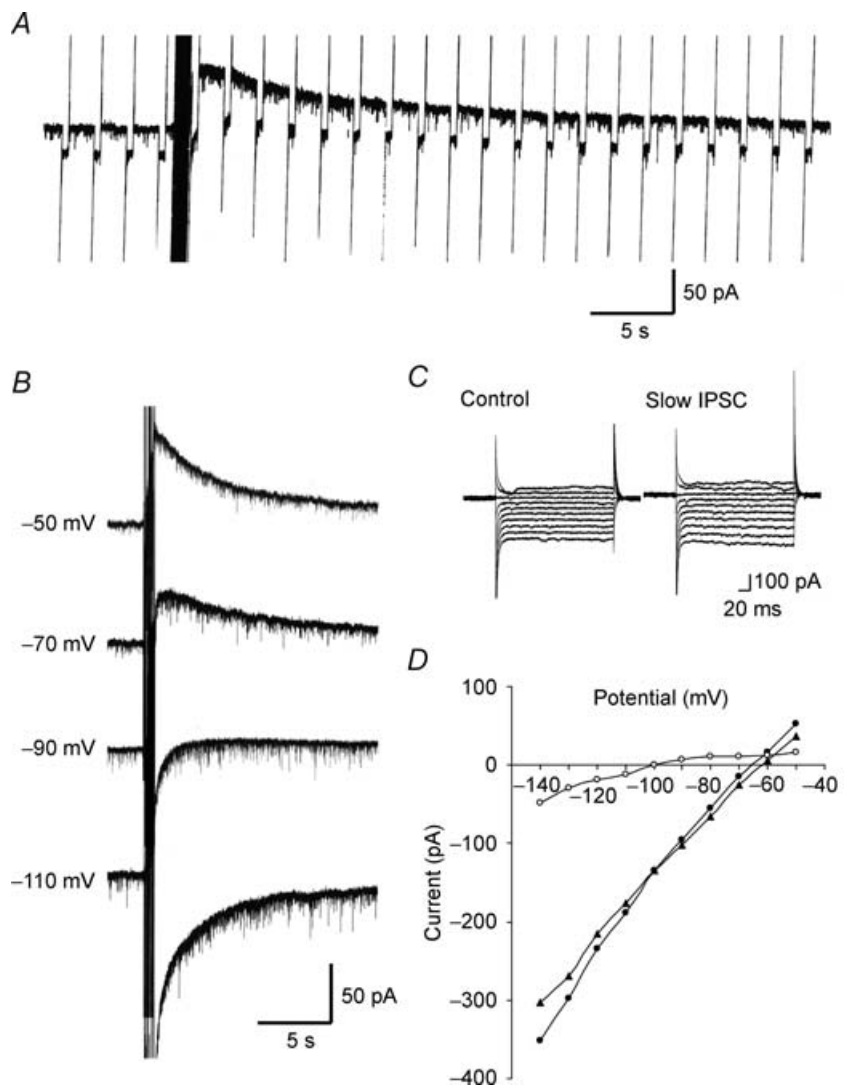 A
50 pA
5 s
B
−50 mV
−70 mV
−90 mV
−110 mV
50 pA
5 s
C
Control
Slow IPSC
100 pA
20 ms
D
Potential (mV)
Current (pA)
100
0
−100
−200
−300
−400
−140
−120
−100
−80
−60
−40